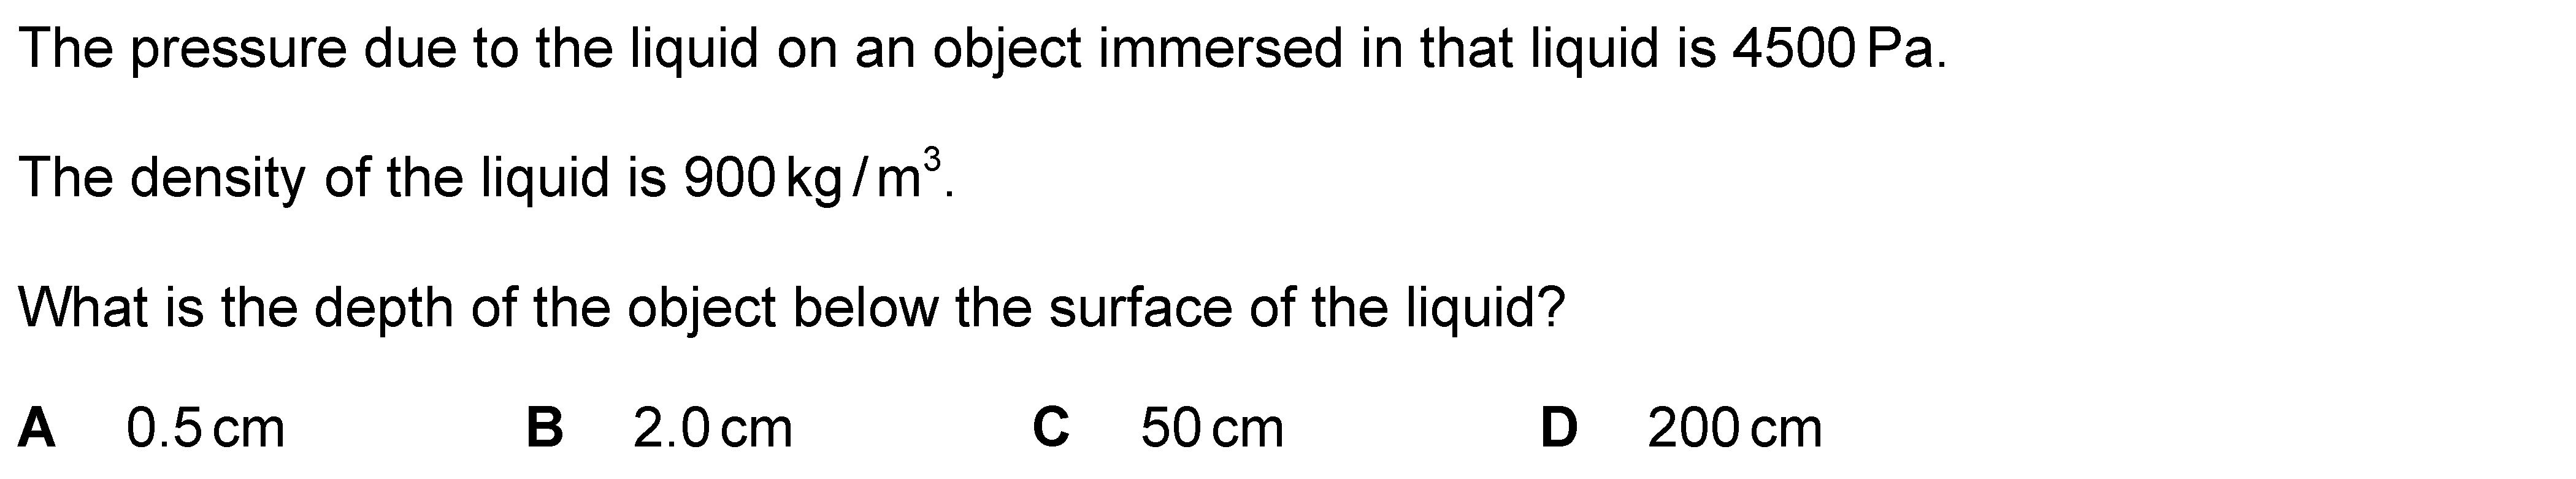 The pressure due to the liquid on an object immersed in that liquid is 4500 Pa.
The density of the liquid is 900 kg / m³.
What is the depth of the object below the surface of the liquid?
A 0.5 cm B 2.0 cm C 50 cm D 200 cm